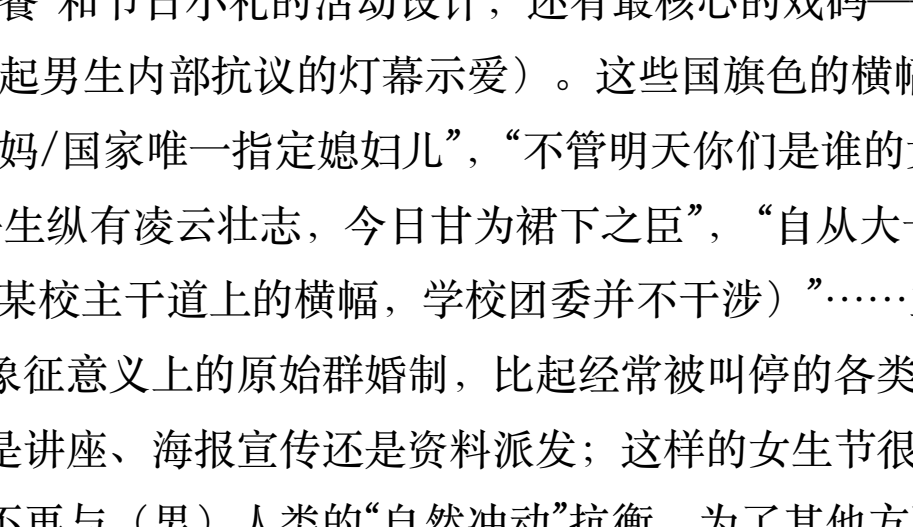 餐”和节日小礼的活动设计，还有最核心的戏码—
起男生内部抗议的灯幕示爱）。这些国旗色的横幅
妈/国家唯一指定媳妇儿”，“不管明天你们是谁的
生纵有凌云壮志，今日甘为裙下之臣”，“自从大
某校主干道上的横幅，学校团委并不干涉）”……
象征意义上的原始群婚制，比起经常被叫停的各类
是讲座、海报宣传还是资料派发；这样的女生节很
不再与（男）人类的“自然冲动”抗衡，为了其他方